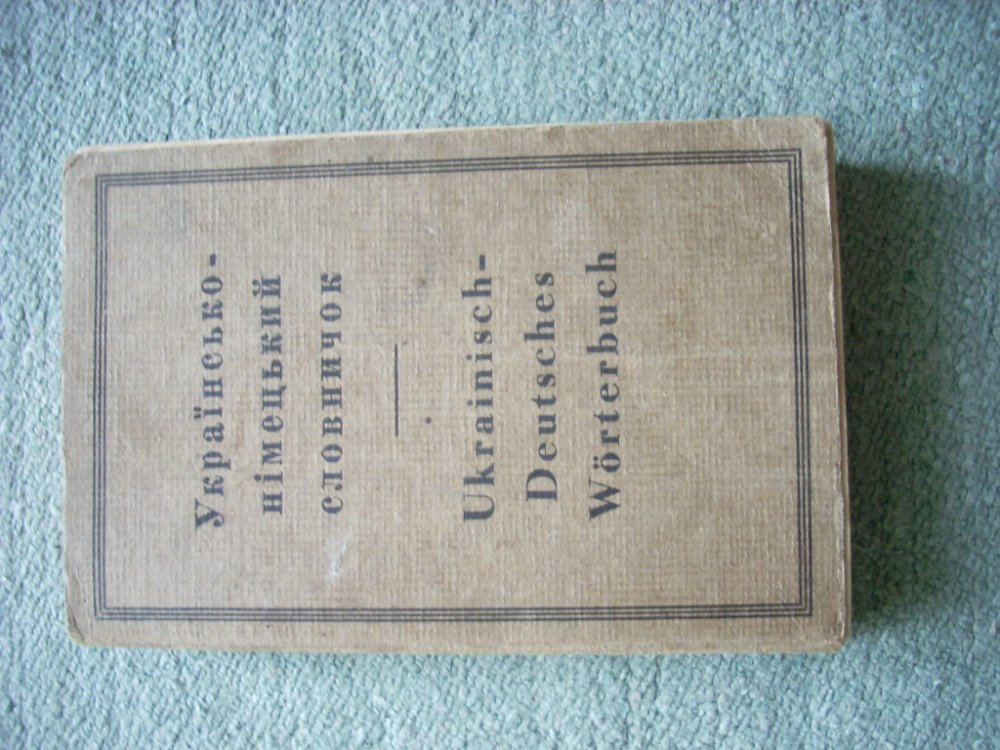 Українсько-
німецький
словничок
Ukrainisch-
Deutsches
Wörterbuch